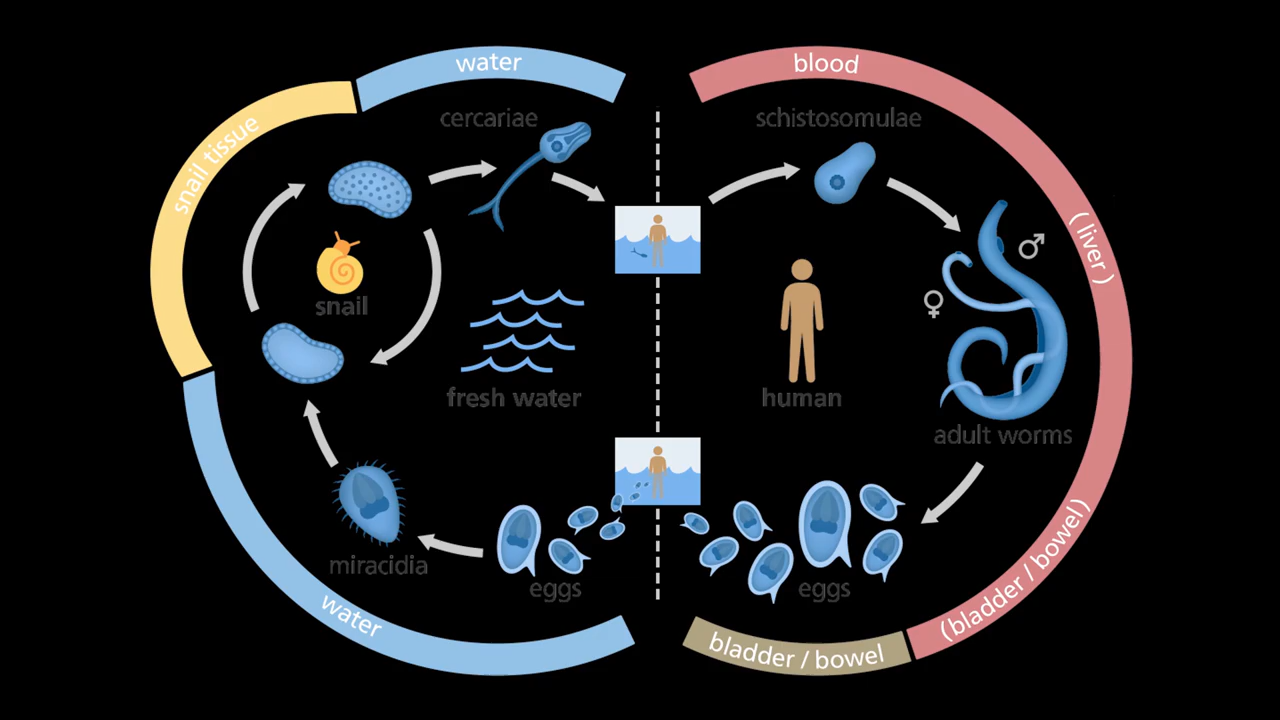 water
blood
cercariae
schistosomulae
snail tissue
( liver )
♂
♀
snail
fresh water
human
adult worms
miracidia
eggs
eggs
(bladder / bowel)
water
bladder / bowel